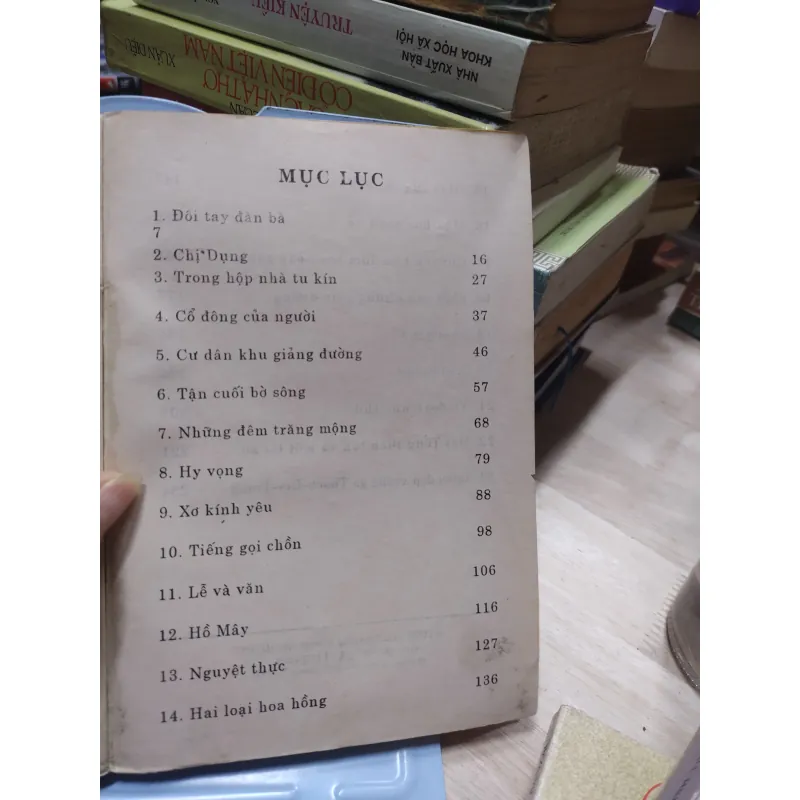 XUÂN DIỆU
CỔ ĐIỂN VIỆT NAM
TRUYỆN KIỀU
NHÀ XUẤT BẢN
KHOA HỌC XÃ HỘI
MỤC LỤC
1. Đôi tay đàn bà
7
2. Chị Dụng 16
3. Trong hộp nhà tu kín 27
4. Cổ đông của người 37
5. Cư dân khu giảng đường 46
6. Tận cuối bờ sông 57
7. Những đêm trăng mộng 68
8. Hy vọng 79
9. Xơ kính yêu 88
10. Tiếng gọi chồn 98
11. Lễ và văn 106
12. Hồ Mây 116
13. Nguyệt thực 127
14. Hai loại hoa hồng 136